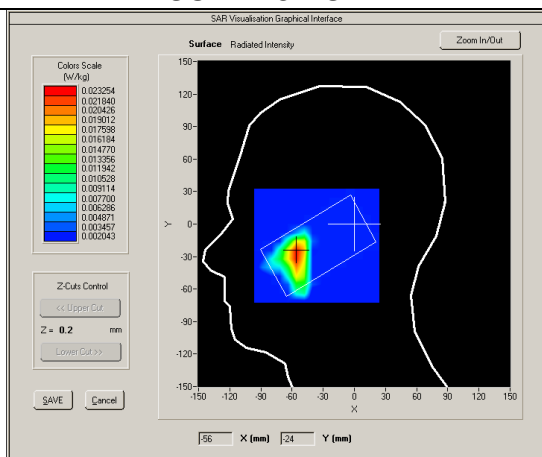 SAR Visualisation Graphical Interface
Surface Radiated Intensity
Zoom In/Out
Colors Scale
(W/kg)
0.023254
0.021840
0.020426
0.019012
0.017598
0.016184
0.014770
0.013356
0.011942
0.010528
0.009114
0.007700
0.006286
0.004871
0.003457
0.002043
Z-Cuts Control
<< Upper Cut
Z = 0.2 mm
Lower Cut >>
SAVE Cancel
150-
120-
90-
60-
30-
0-
-30-
-60-
-90-
-120-
-150-
Y
-150 -120 -90 -60 -30 0 30 60 90 120 150
X
-56 X (mm) -24 Y (mm)